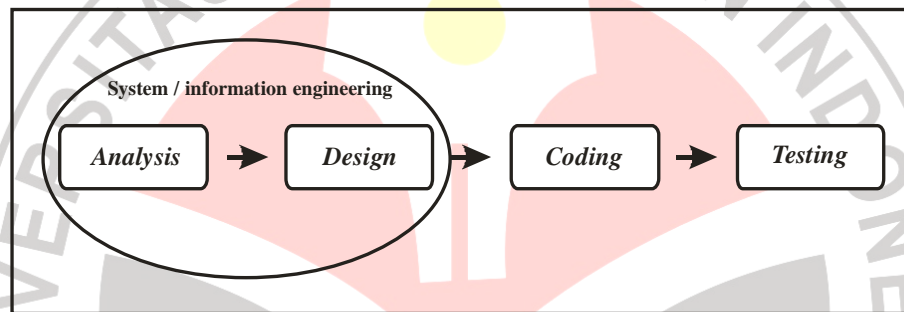 System / information engineering
Analysis
Design
Coding
Testing